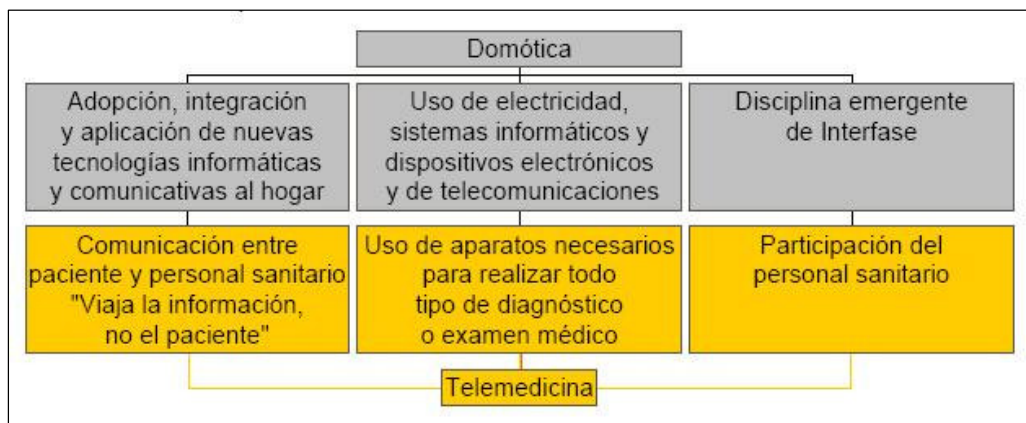 Domótica
Adopción, integración
y aplicación de nuevas
tecnologías informáticas
y comunicativas al hogar
Uso de electricidad,
sistemas informáticos y
dispositivos electrónicos
y de telecomunicaciones
Disciplina emergente
de Interfase
Comunicación entre
paciente y personal sanitario
"Viaja la información,
no el paciente"
Uso de aparatos necesarios
para realizar todo
tipo de diagnóstico
o examen médico
Participación del
personal sanitario
Telemedicina